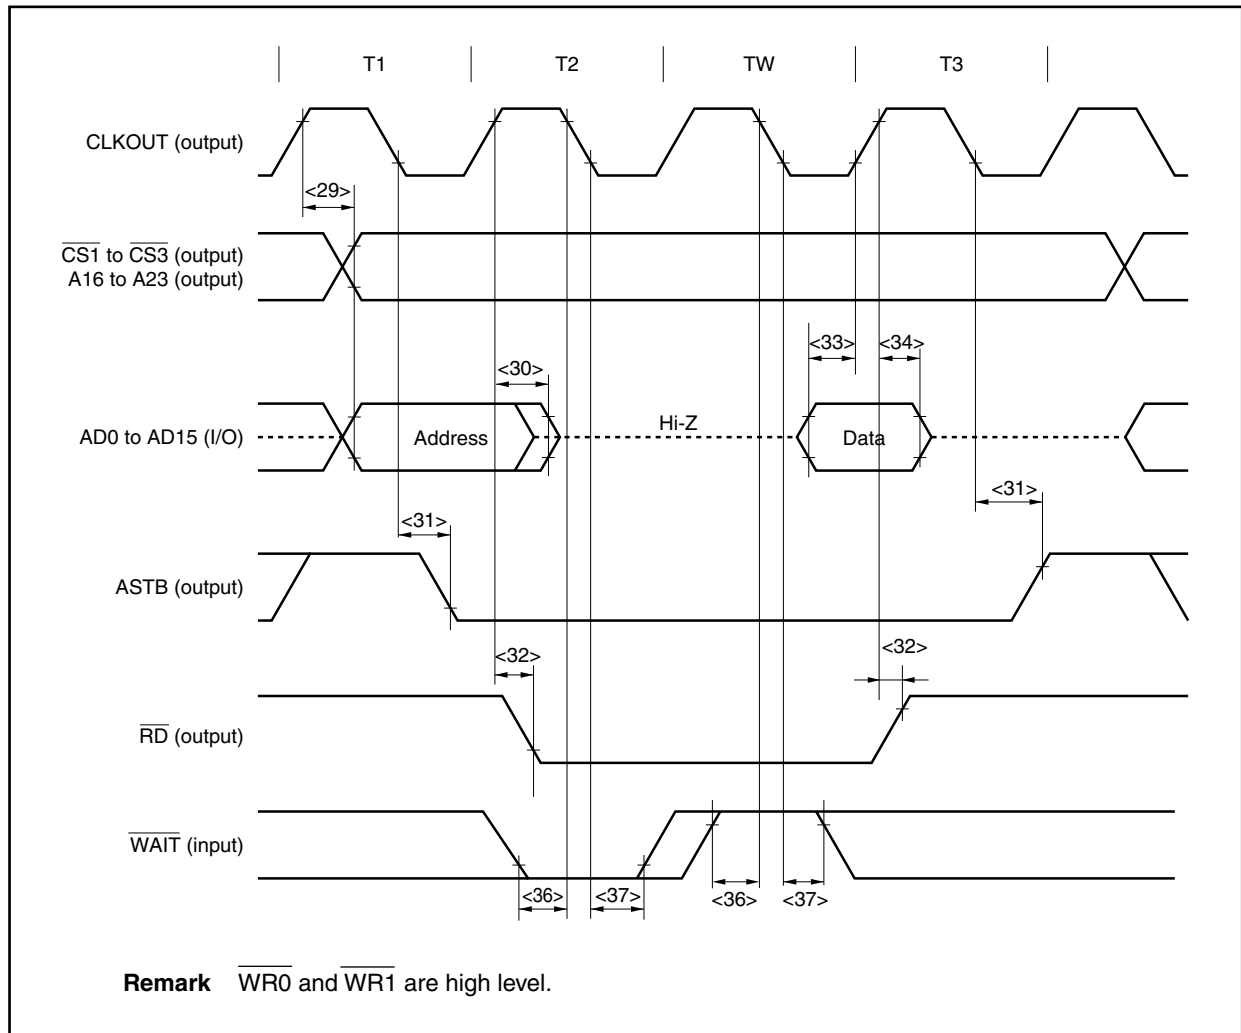 T1 T2 TW T3
CLKOUT (output)
<29>
CS1 to CS3 (output)
A16 to A23 (output)
<33> <34>
<30>
AD0 to AD15 (I/O) Address Hi-Z Data
<31> <31>
ASTB (output)
<32> <32>
RD (output)
WAIT (input)
<36> <37> <36> <37>
Remark WR0 and WR1 are high level.